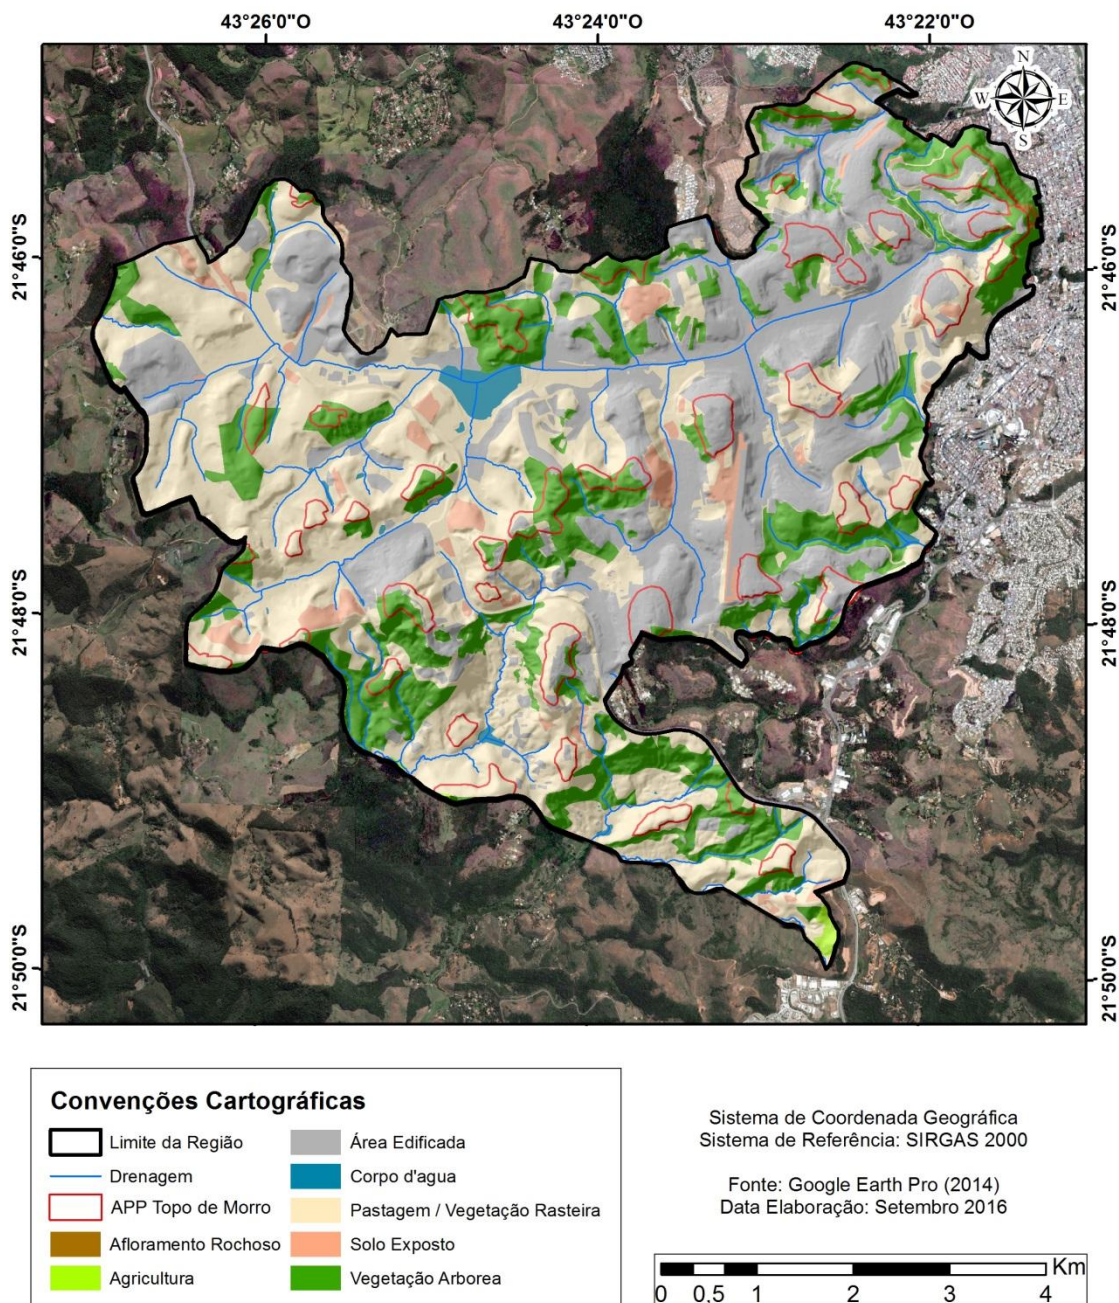 43°26'0"O 43°24'0"O 43°22'0"O
N
W E
S
21°46'0"S 21°46'0"S
21°48'0"S 21°48'0"S
21°50'0"S 21°50'0"S
Convenções Cartográficas
Limite da Região
Drenagem
APP Topo de Morro
Afloramento Rochoso
Agricultura
Área Edificada
Corpo d'agua
Pastagem / Vegetação Rasteira
Solo Exposto
Vegetação Arborea
Sistema de Coordenada Geográfica
Sistema de Referência: SIRGAS 2000
Fonte: Google Earth Pro (2014)
Data Elaboração: Setembro 2016
Km
0 0,5 1 2 3 4